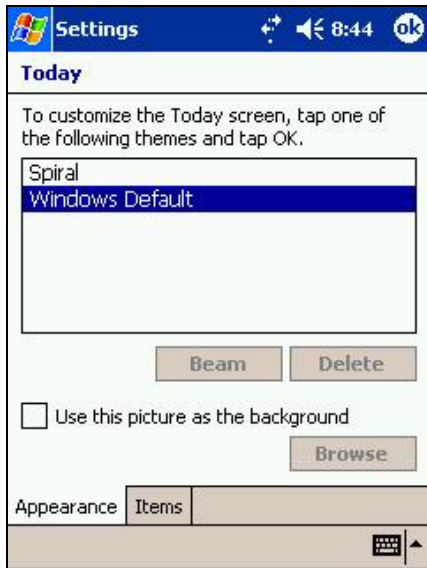 Settings 8:44 ok
Today
To customize the Today screen, tap one of
the following themes and tap OK.
Spiral
Windows Default
Beam Delete
Use this picture as the background
Browse
Appearance Items